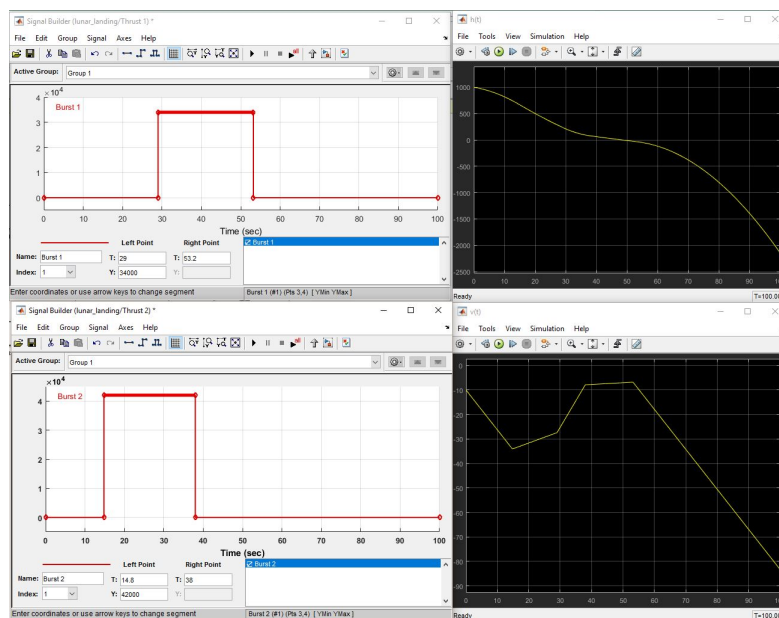 Signal Builder (lunar_landing/Thrust 1) *
File Edit Group Signal Axes Help
Active Group: Group 1
×10^4
Burst 1
4
3
2
1
0
0 10 20 30 40 50 60 70 80 90 100
Time (sec)
Left Point Right Point
Name: Burst 1 T: 29 T: 53.2
Index: 1 Y: 34000 Y:
Burst 1
Enter coordinates or use arrow keys to change segment
Burst 1 (#1) (Pts 3,4) [ YMin YMax ]
h(t)
File Tools View Simulation Help
1000
500
0
-500
-1000
-1500
-2000
-2500
0 10 20 30 40 50 60 70 80 90 100
Ready T=100.00
Signal Builder (lunar_landing/Thrust 2) *
File Edit Group Signal Axes Help
Active Group: Group 1
×10^4
Burst 2
4
3
2
1
0
0 10 20 30 40 50 60 70 80 90 100
Time (sec)
Left Point Right Point
Name: Burst 2 T: 14.8 T: 38
Index: 1 Y: 42000 Y:
Burst 2
Enter coordinates or use arrow keys to change segment
Burst 2 (#1) (Pts 3,4) [ YMin YMax ]
v(t)
File Tools View Simulation Help
0
-10
-20
-30
-40
-50
-60
-70
-80
-90
0 10 20 30 40 50 60 70 80 90
Ready T=100.00